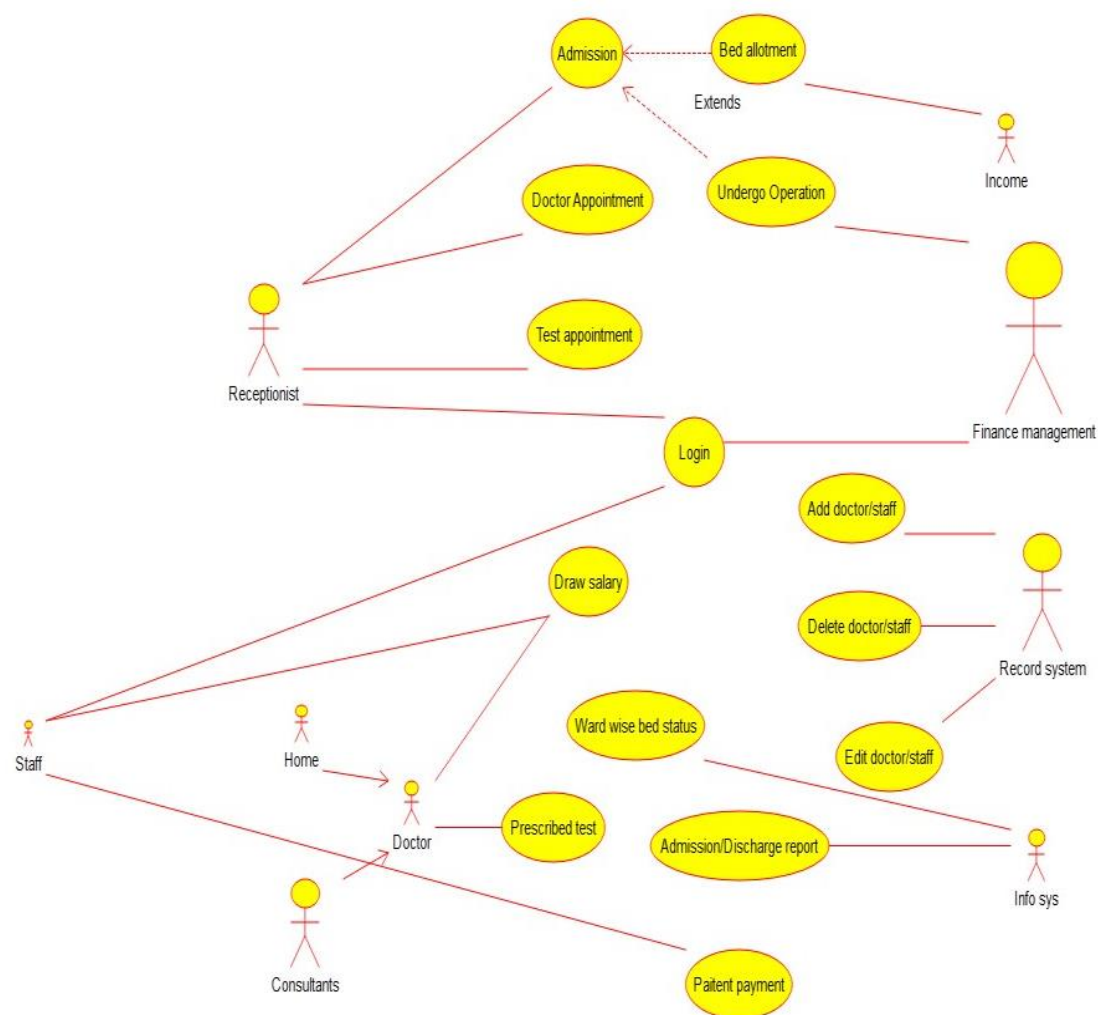 Admission
Bed allotment
Extends
Income
Doctor Appointment
Undergo Operation
Receptionist
Test appointment
Finance management
Login
Add doctor/staff
Draw salary
Delete doctor/staff
Record system
Staff
Home
Ward wise bed status
Edit doctor/staff
Doctor
Prescribed test
Admission/Discharge report
Info sys
Consultants
Paitent payment